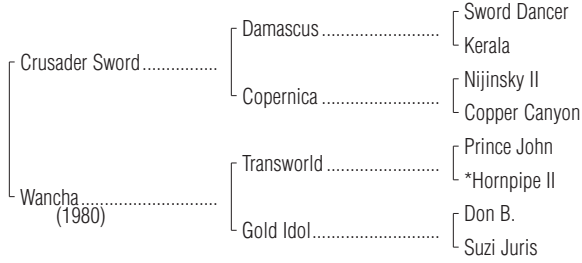 Sword Dancer
Damascus
Kerala
Crusader Sword
Nijinsky II
Copernica
Copper Canyon
Prince John
Transworld
*Hornpipe II
Wancha
(1980)
Don B.
Gold Idol
Suzi Juris